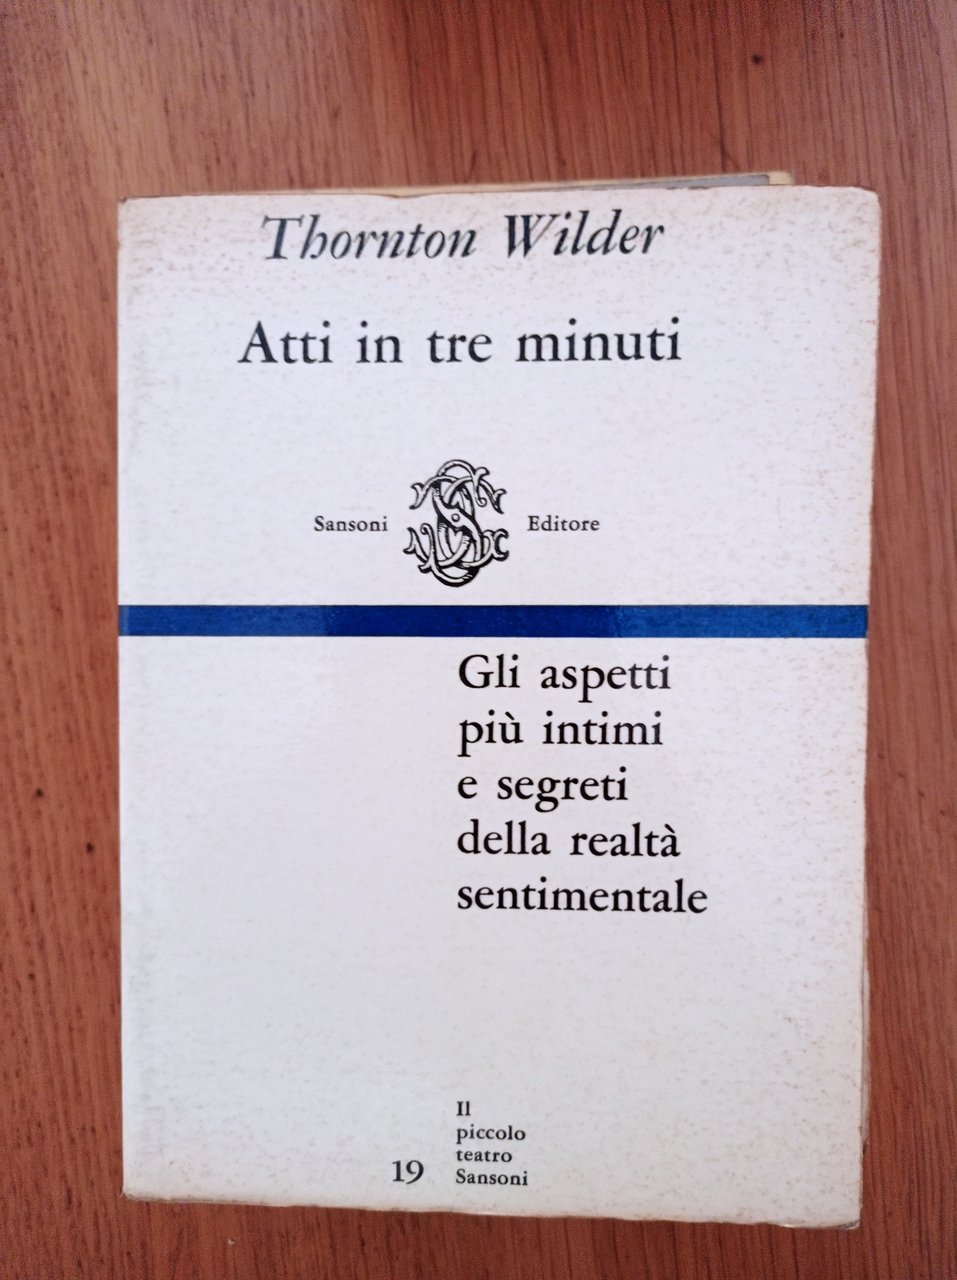 Thornton Wilder
Atti in tre minuti
Sansoni Editore
Gli aspetti
più intimi
e segreti
della realtà
sentimentale
Il
piccolo
teatro
19 Sansoni